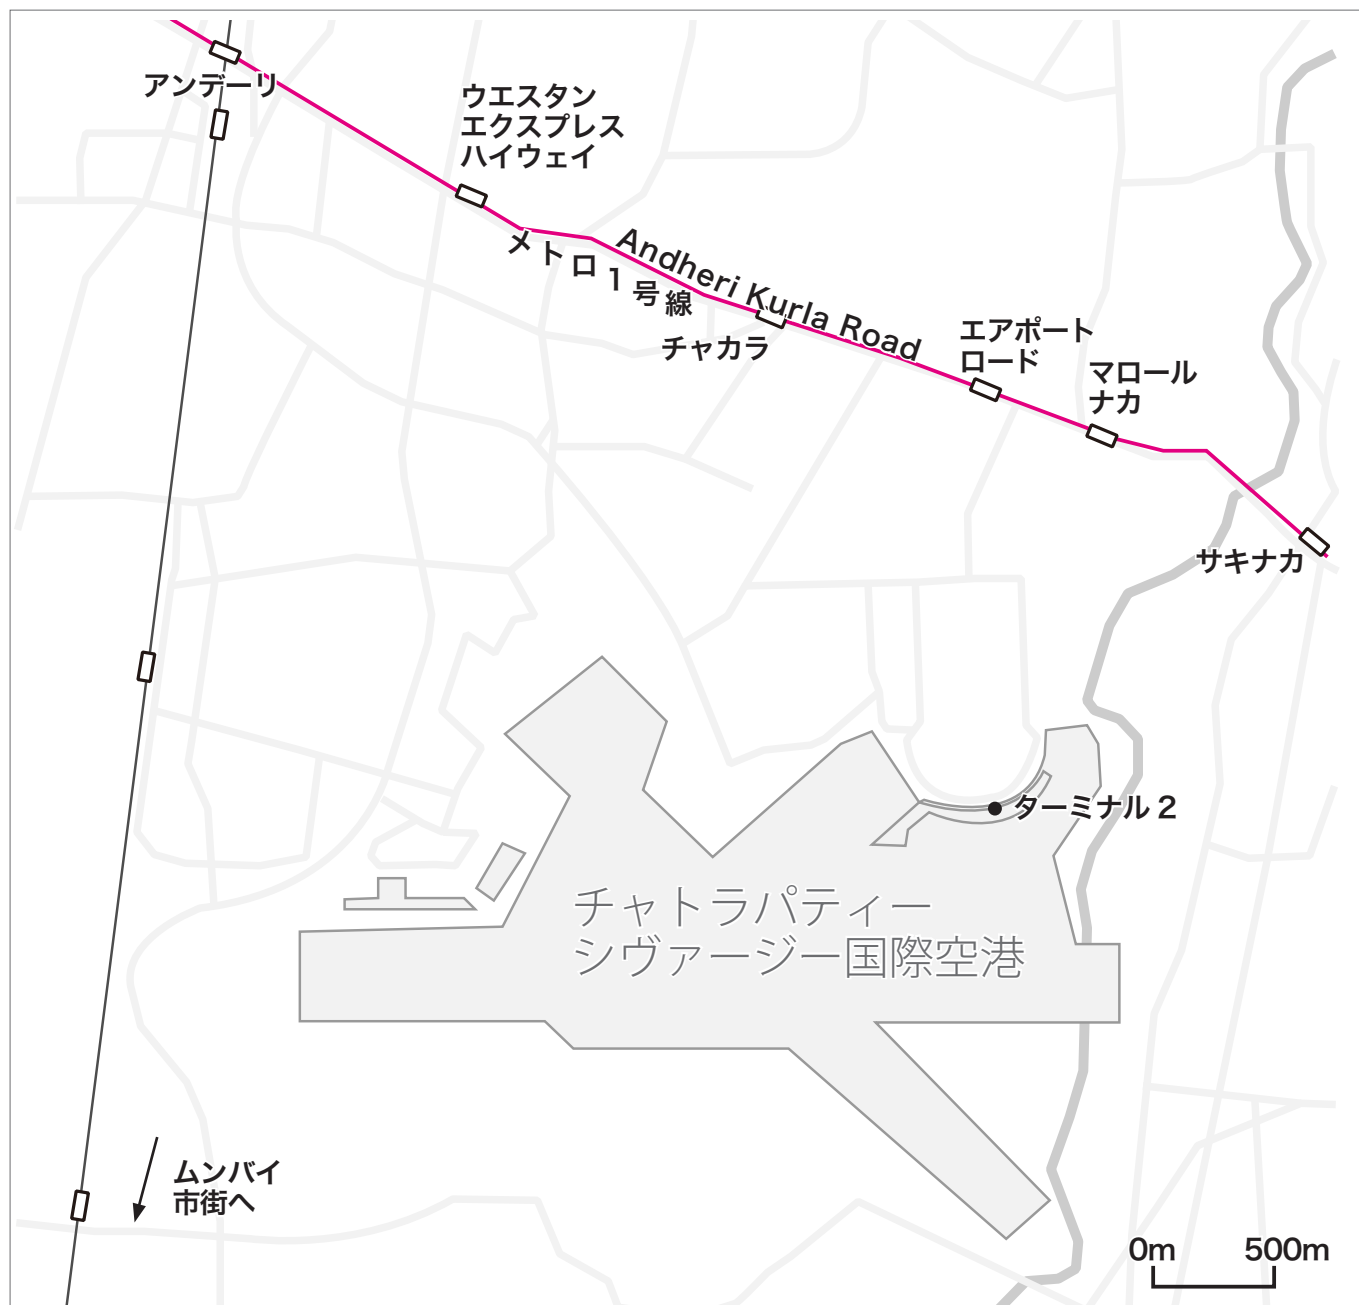 アンデーリ
ウエスタン
エクスプレス
ハイウェイ
メトロ1号線
Andheri Kurla Road
チャカラ
エアポート
ロード
マロール
ナカ
サキナカ
ターミナル2
チャトラパティー
シヴァージー国際空港
ムンバイ
市街へ
0m 500m